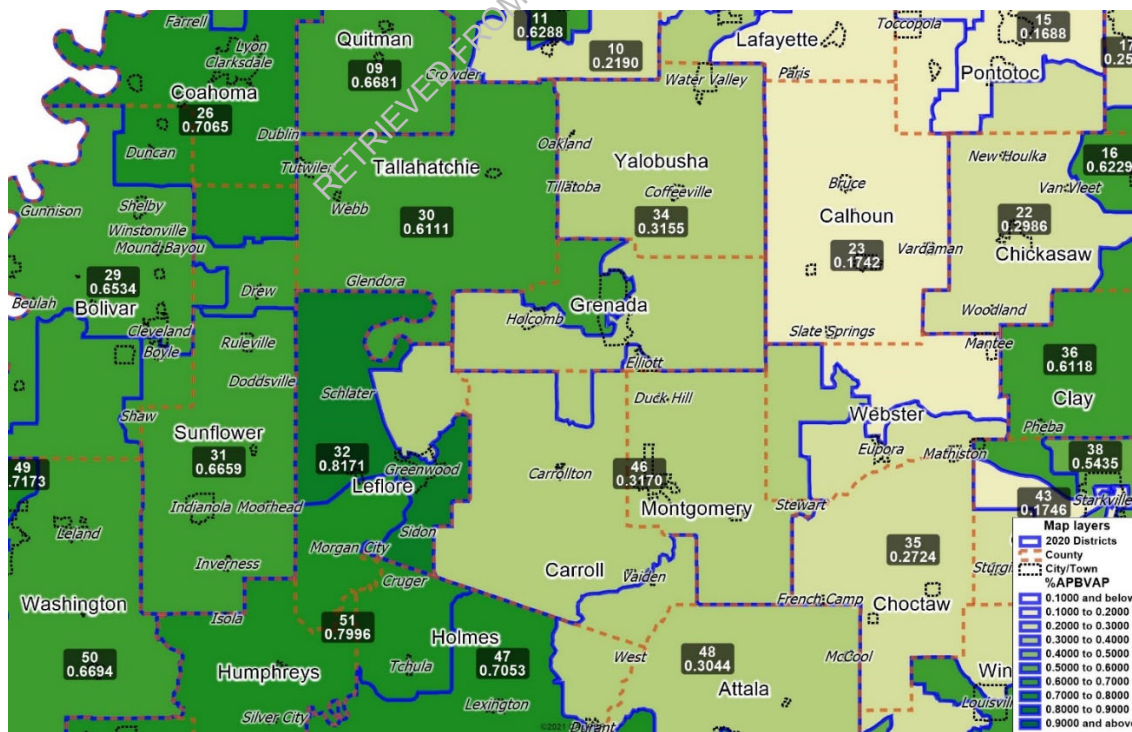 RETRIEVED FROM
Farrell
Lyon
Clarksdale
Coahoma
26
0.7065
Quitman
09
0.6681
Crowder
11
0.6288
10
0.2190
Water Valley
Lafayette
Paris
Toccopola
15
0.1688
Pontotoc
17
Duncan
Dublin
Tutwiler
Tallahatchie
Webb
30
0.6111
Glendora
Oakland
Tillatoba
Yalobusha
Coffeeville
34
0.3155
Bruce
Calhoun
23
0.1742
Vardaman
Slate Springs
New Houlka
Van Vleet
16
0.6229
22
0.2986
Chickasaw
Woodland
Mantee
Gunnison
Shelby
Winstonville
Mound Bayou
29
0.6534
Beulah
Bolivar
Cleveland
Boyle
Drew
Ruleville
Doddsville
Shaw
Sunflower
31
0.6659
Indianola
Moorhead
Inverness
Holcomb
Grenada
Elliott
Schlater
32
0.8171
Greenwood
Leflore
Sidon
Morgan City
Cruger
Duck Hill
Carrollton
46
0.3170
Montgomery
Stewart
Carroll
Vaiden
Webster
Eupora
Mathiston
36
0.6118
Clay
Pheba
38
0.5435
Starkville
43
0.1746
35
0.2724
French Camp
Choctaw
McCool
49
Leland
Washington
50
0.6694
Isola
Humphreys
Silver City
51
0.7996
Tchula
Holmes
47
0.7053
Lexington
Durant
West
48
0.3044
Attala
Map layers
2020 Districts
County
City/Town
%APBVAP
0.1000 and below
0.1000 to 0.2000
0.2000 to 0.3000
0.3000 to 0.4000
0.4000 to 0.5000
0.5000 to 0.6000
0.6000 to 0.7000
0.7000 to 0.8000
0.8000 to 0.9000
0.9000 and above